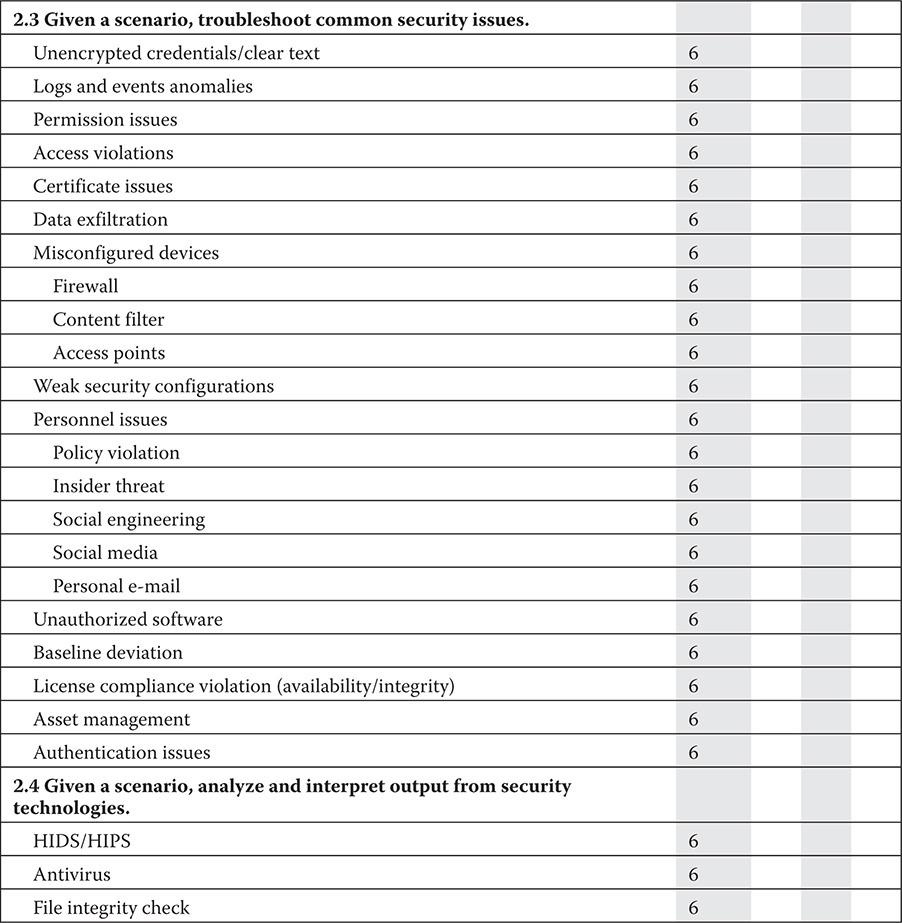 2.3 Given a scenario, troubleshoot common security issues.
Unencrypted credentials/clear text 6
Logs and events anomalies 6
Permission issues 6
Access violations 6
Certificate issues 6
Data exfiltration 6
Misconfigured devices 6
Firewall 6
Content filter 6
Access points 6
Weak security configurations 6
Personnel issues 6
Policy violation 6
Insider threat 6
Social engineering 6
Social media 6
Personal e-mail 6
Unauthorized software 6
Baseline deviation 6
License compliance violation (availability/integrity) 6
Asset management 6
Authentication issues 6
2.4 Given a scenario, analyze and interpret output from security
technologies.
HIDS/HIPS 6
Antivirus 6
File integrity check 6